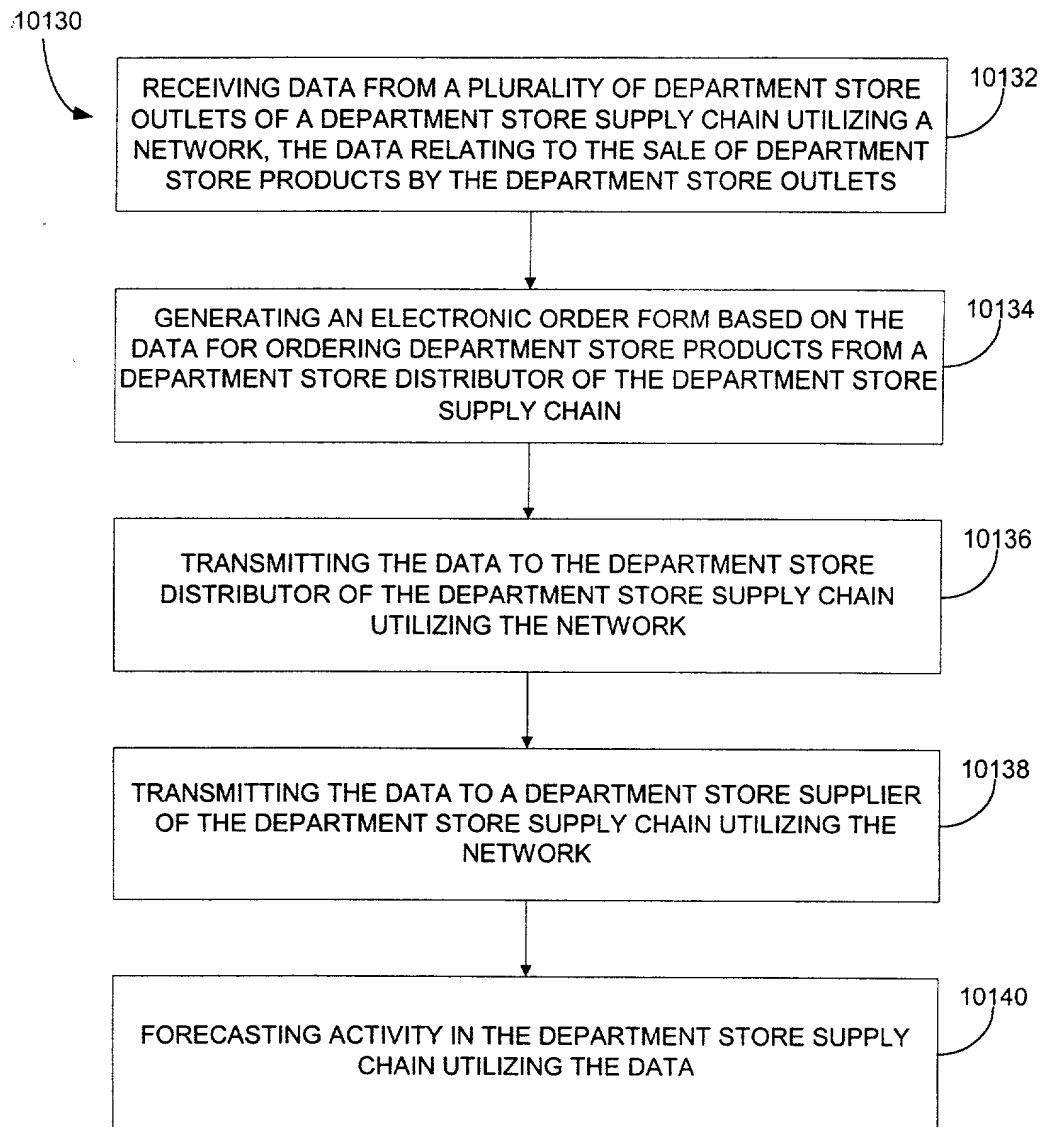 10130
10132
RECEIVING DATA FROM A PLURALITY OF DEPARTMENT STORE
OUTLETS OF A DEPARTMENT STORE SUPPLY CHAIN UTILIZING A
NETWORK, THE DATA RELATING TO THE SALE OF DEPARTMENT
STORE PRODUCTS BY THE DEPARTMENT STORE OUTLETS
10134
GENERATING AN ELECTRONIC ORDER FORM BASED ON THE
DATA FOR ORDERING DEPARTMENT STORE PRODUCTS FROM A
DEPARTMENT STORE DISTRIBUTOR OF THE DEPARTMENT STORE
SUPPLY CHAIN
10136
TRANSMITTING THE DATA TO THE DEPARTMENT STORE
DISTRIBUTOR OF THE DEPARTMENT STORE SUPPLY CHAIN
UTILIZING THE NETWORK
10138
TRANSMITTING THE DATA TO A DEPARTMENT STORE SUPPLIER
OF THE DEPARTMENT STORE SUPPLY CHAIN UTILIZING THE
NETWORK
10140
FORECASTING ACTIVITY IN THE DEPARTMENT STORE SUPPLY
CHAIN UTILIZING THE DATA